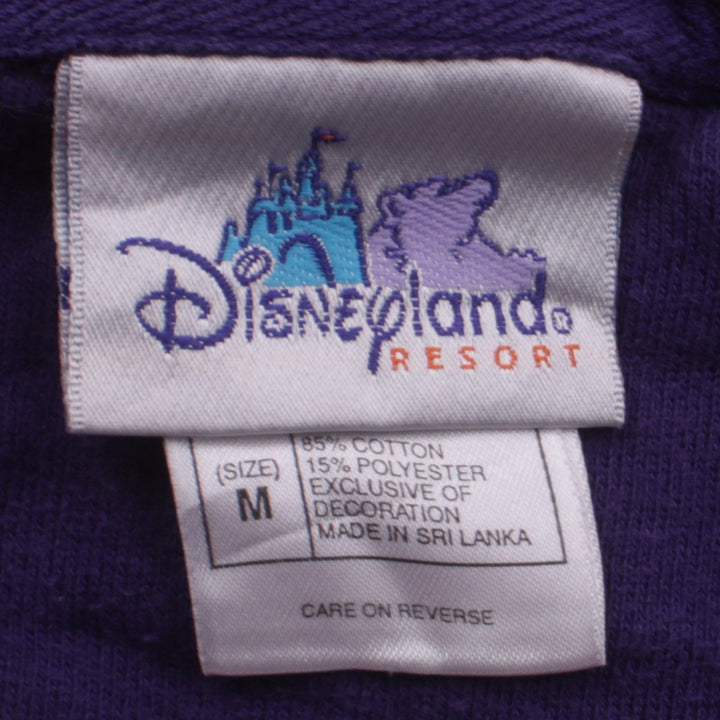 Disneyland®
RESORT
(SIZE)
M
85% COTTON
15% POLYESTER
EXCLUSIVE OF
DECORATION
MADE IN SRI LANKA
CARE ON REVERSE